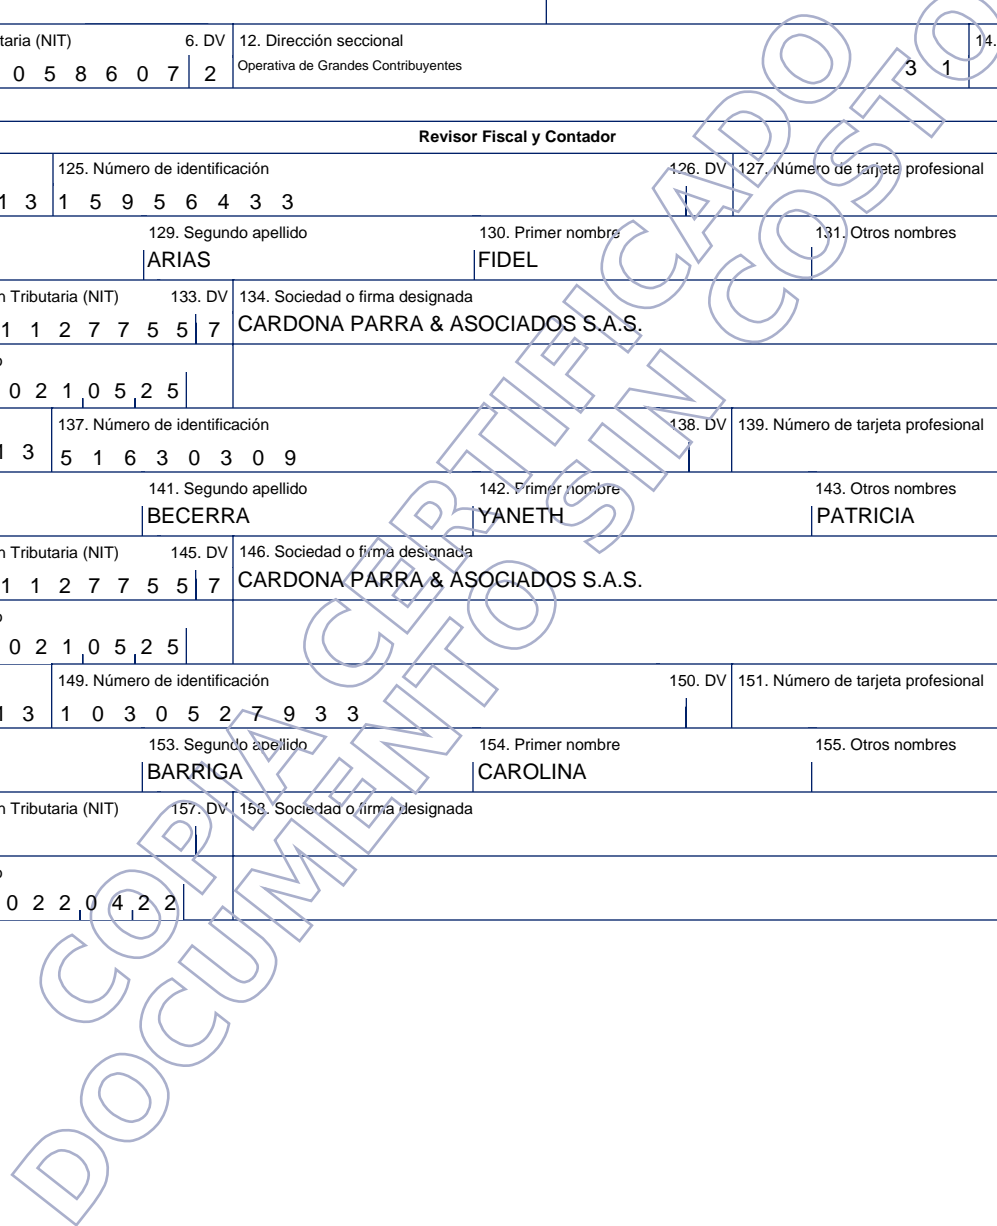 taria (NIT) 6. DV 12. Dirección seccional 14.
0 5 8 6 0 7 2 Operativa de Grandes Contribuyentes 3 1
Revisor Fiscal y Contador
125. Número de identificación 126. DV 127. Número de tarjeta profesional
1 3 1 5 9 5 6 4 3 3
129. Segundo apellido 130. Primer nombre 131. Otros nombres
ARIAS FIDEL
n Tributaria (NIT) 133. DV 134. Sociedad o firma designada
1 1 2 7 7 5 5 7 CARDONA PARRA & ASOCIADOS S.A.S.
o
0 2 1 0 5 2 5
137. Número de identificación 138. DV 139. Número de tarjeta profesional
1 3 5 1 6 3 0 3 0 9
141. Segundo apellido 142. Primer nombre 143. Otros nombres
BECERRA YANETH PATRICIA
n Tributaria (NIT) 145. DV 146. Sociedad o firma designada
1 1 2 7 7 5 5 7 CARDONA PARRA & ASOCIADOS S.A.S.
o
0 2 1 0 5 2 5
149. Número de identificación 150. DV 151. Número de tarjeta profesional
1 3 1 0 3 0 5 2 7 9 3 3
153. Segundo apellido 154. Primer nombre 155. Otros nombres
BARRIGA CAROLINA
n Tributaria (NIT) 157. DV 158. Sociedad o firma designada
o
0 2 2 0 4 2 2
COPIA CERTIFICADO
DOCUMENTO SIN COSTO